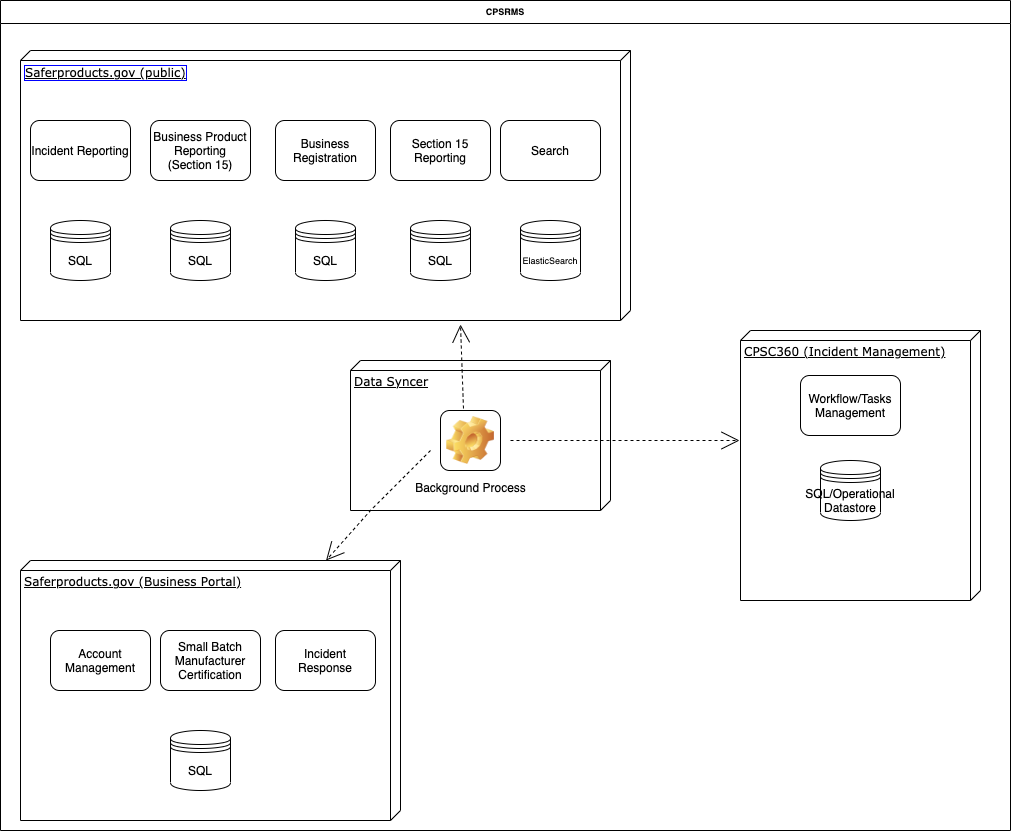 CPSRMS
Saferproducts.gov (public)
Incident Reporting
Business Product
Reporting
(Section 15)
Business
Registration
Section 15
Reporting
Search
SQL
SQL
SQL
SQL
ElasticSearch
Data Syncer
Background Process
CPSC360 (Incident Management)
Workflow/Tasks
Management
SQL/Operational
Datastore
Saferproducts.gov (Business Portal)
Account
Management
Small Batch
Manufacturer
Certification
Incident
Response
SQL